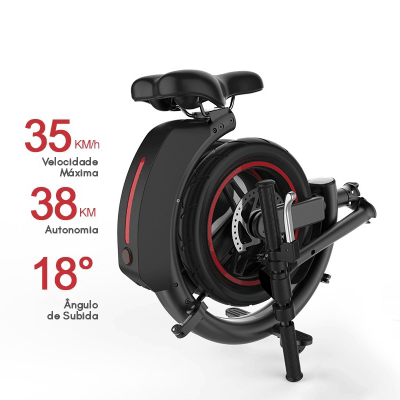 35 KM/h
Velocidade
Máxima
38 KM
Autonomia
18°
Ângulo
de Subida